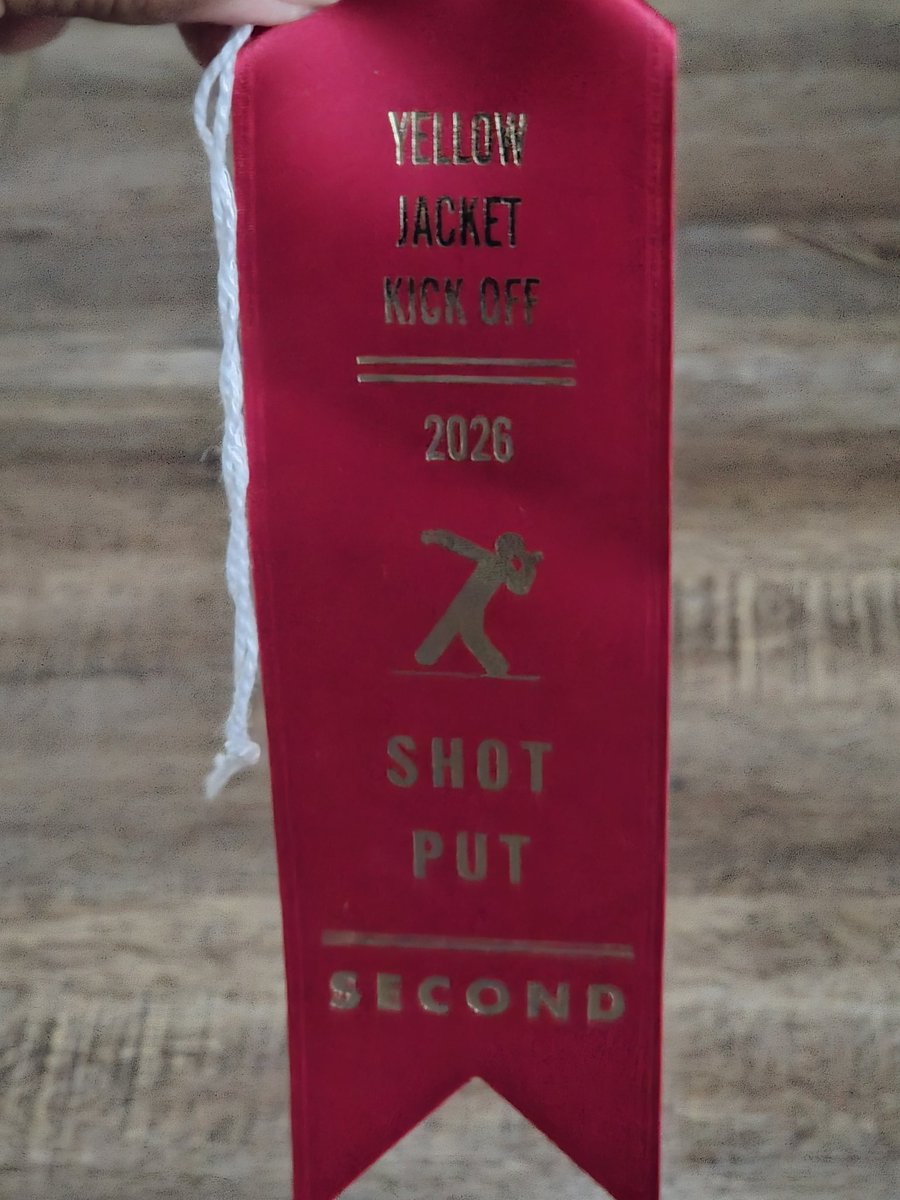 YELLOW
JACKET
KICK OFF
2026
SHOT
PUT
SECOND